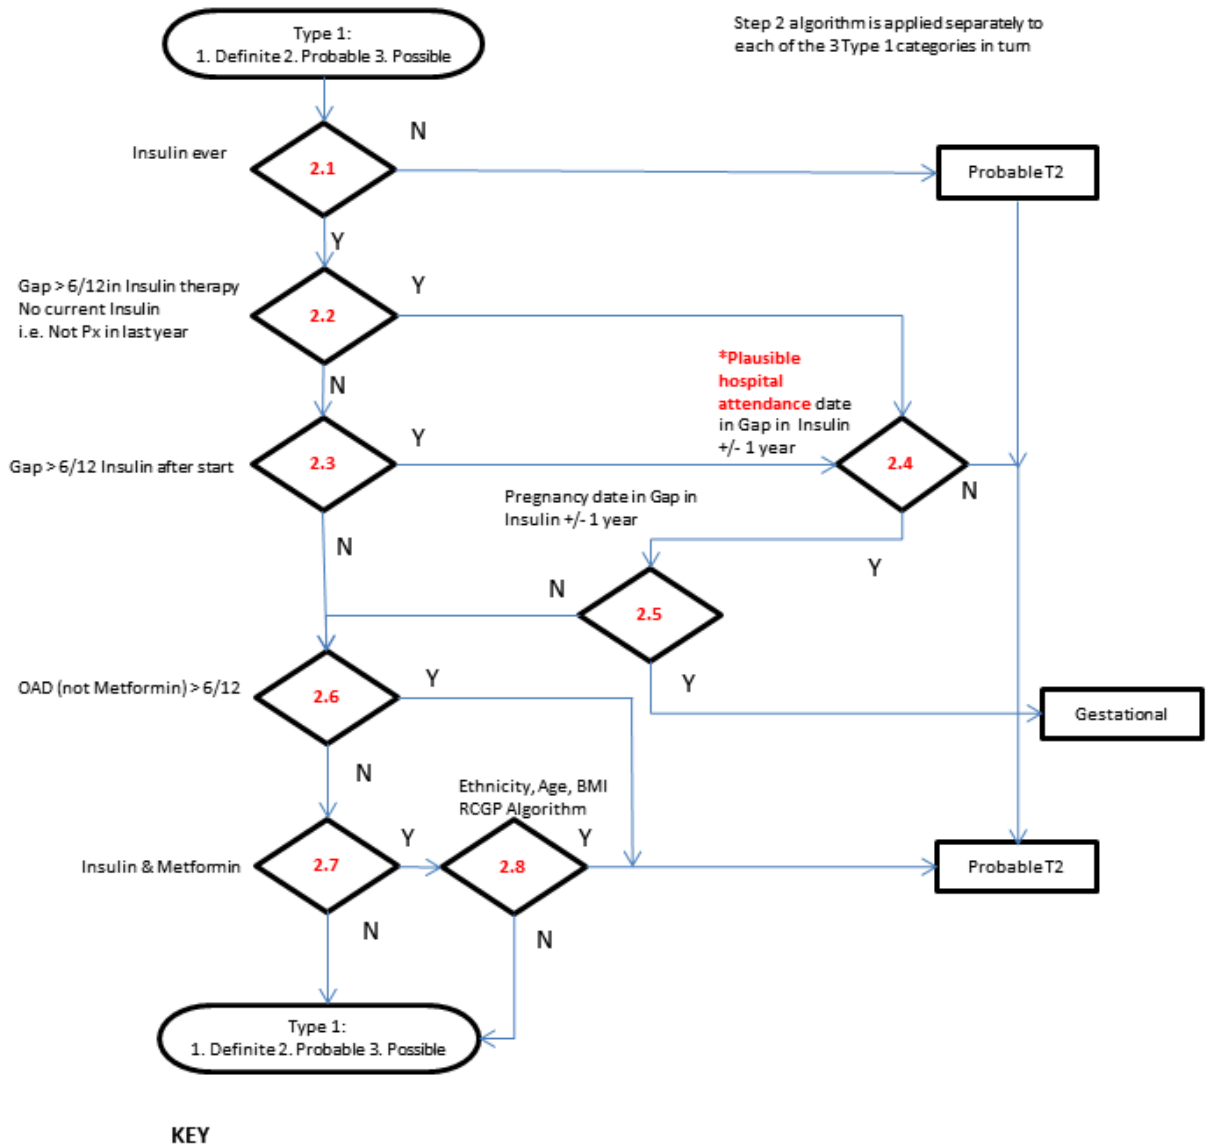 Type 1:
1. Definite 2. Probable 3. Possible
Step 2 algorithm is applied separately to
each of the 3 Type 1 categories in turn
N
Insulin ever
2.1
Probable T2
Y
Gap > 6/12 in Insulin therapy
No current Insulin
i.e. Not Px in last year
2.2
Y
N
*Plausible
hospital
attendance date
in Gap in Insulin
+/- 1 year
Gap > 6/12 Insulin after start
2.3
Y
2.4
N
Pregnancy date in Gap in
Insulin +/- 1 year
N
Y
N
2.5
Y
OAD (not Metformin) > 6/12
2.6
Y
Gestational
N
Ethnicity, Age, BMI
RCGP Algorithm
Insulin & Metformin
2.7
Y
2.8
Y
Probable T2
N
N
Type 1:
1. Definite 2. Probable 3. Possible
KEY